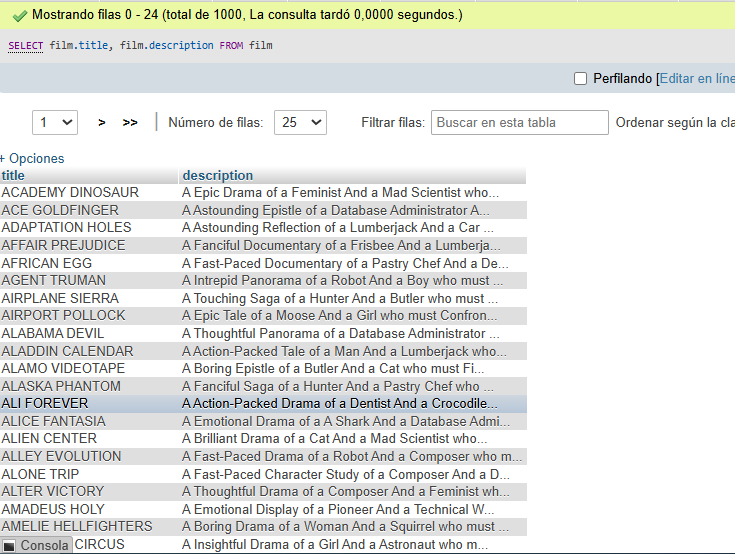 Mostrando filas 0 - 24 (total de 1000, La consulta tardó 0,0000 segundos.)
SELECT film.title, film.description FROM film
Perfilando [Editar en líne
1 > >> Número de filas: 25 Filtrar filas: Buscar en esta tabla Ordenar según la cla
+ Opciones
title description
ACADEMY DINOSAUR A Epic Drama of a Feminist And a Mad Scientist who...
ACE GOLDFINGER A Astounding Epistle of a Database Administrator A...
ADAPTATION HOLES A Astounding Reflection of a Lumberjack And a Car ...
AFFAIR PREJUDICE A Fanciful Documentary of a Frisbee And a Lumberja...
AFRICAN EGG A Fast-Paced Documentary of a Pastry Chef And a De...
AGENT TRUMAN A Intrepid Panorama of a Robot And a Boy who must ...
AIRPLANE SIERRA A Touching Saga of a Hunter And a Butler who must ...
AIRPORT POLLOCK A Epic Tale of a Moose And a Girl who must Confron...
ALABAMA DEVIL A Thoughtful Panorama of a Database Administrator ...
ALADDIN CALENDAR A Action-Packed Tale of a Man And a Lumberjack who...
ALAMO VIDEOTAPE A Boring Epistle of a Butler And a Cat who must Fi...
ALASKA PHANTOM A Fanciful Saga of a Hunter And a Pastry Chef who ...
ALI FOREVER A Action-Packed Drama of a Dentist And a Crocodile...
ALICE FANTASIA A Emotional Drama of a A Shark And a Database Admi...
ALIEN CENTER A Brilliant Drama of a Cat And a Mad Scientist who...
ALLEY EVOLUTION A Fast-Paced Drama of a Robot And a Composer who m...
ALONE TRIP A Fast-Paced Character Study of a Composer And a D...
ALTER VICTORY A Thoughtful Drama of a Composer And a Feminist wh...
AMADEUS HOLY A Emotional Display of a Pioneer And a Technical W...
AMELIE HELLFIGHTERS A Boring Drama of a Woman And a Squirrel who must ...
Consola CIRCUS A Insightful Drama of a Girl And a Astronaut who m...